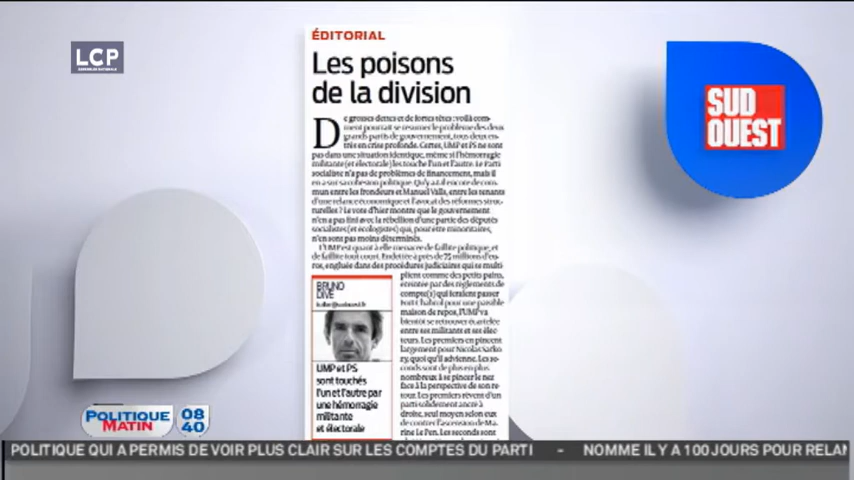 LCP
ASSEMBLÉE NATIONALE
ÉDITORIAL
Les poisons
de la division
SUD
OUEST
De grosses dettes et de fortes têtes : voilà com-
ment pourrait se resumer le problème des deux
grands partis de gouvernement, tous deux en-
trés en crise profonde. Certes, UMP et PS ne sont
pas dans une situation identique, même si l'hémorragie
militante (et électorale) les touche l'un et l'autre. Le Parti
socialiste n'a pas de problèmes de financement, mais il
en a sur sa cohésion politique. Qu'y a-t-il encore de com-
mun entre les frondeurs et Manuel Valls, entre les tenants
d'une relance économique et l'avocat des réformes struc-
turelles ? Le vote d'hier montre que le gouvernement
n'en a pas fini avec la rébellion d'une partie des députés
socialistes (et écologistes) qui, pour être minoritaires,
n'en sont pas moins déterminés.
L'UMP est quant à elle menacée de faillite politique, et
de faillite tout court. Endettée à près de 75 millions d'eu-
ros, engluée dans des procédures judiciaires qui se multi-
plient comme des petits pains,
entraînée par des règlements de
compte(s) qui feraient passer
Fort Chabrol pour une paisible
maison de repos, l'UMP va
bientôt se retrouver écartelée
entre ses militants et ses élec-
teurs. Les premiers en pincent
largement pour Nicolas Sarko-
zy, quoi qu'il advienne. Les se-
conds sont de plus en plus
nombreux à se pincer le nez
face à la perspective de son re-
tour. Les premiers rêvent d'un
parti solidement ancré à
droite, seul moyen selon eux
de contrer l'ascension de Ma-
rine Le Pen. Les seconds sont
BRUNO
DIVE
b.dive@sudouest.fr
UMP et PS
sont touchés
l'un et l'autre par
une hémorragie
militante
et électorale
POLITIQUE
MATIN
08
40
POLITIQUE QUI A PERMIS DE VOIR PLUS CLAIR SUR LES COMPTES DU PARTI - NOMME IL Y A 100 JOURS POUR RELAN